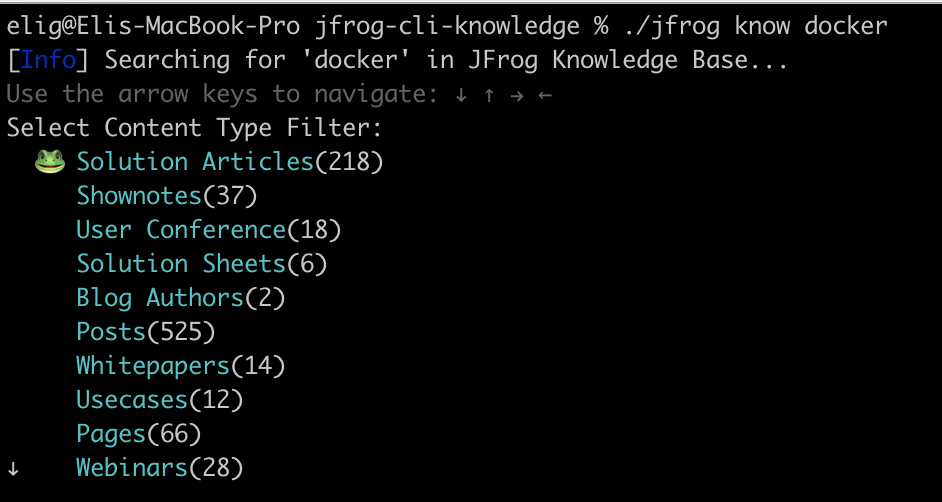 elig@Elis-MacBook-Pro jfrog-cli-knowledge % ./jfrog know docker
[Info] Searching for 'docker' in JFrog Knowledge Base...
Use the arrow keys to navigate: ↓ ↑ → ←
Select Content Type Filter:
🐸 Solution Articles(218)
Shownotes(37)
User Conference(18)
Solution Sheets(6)
Blog Authors(2)
Posts(525)
Whitepapers(14)
Usecases(12)
Pages(66)
↓ Webinars(28)